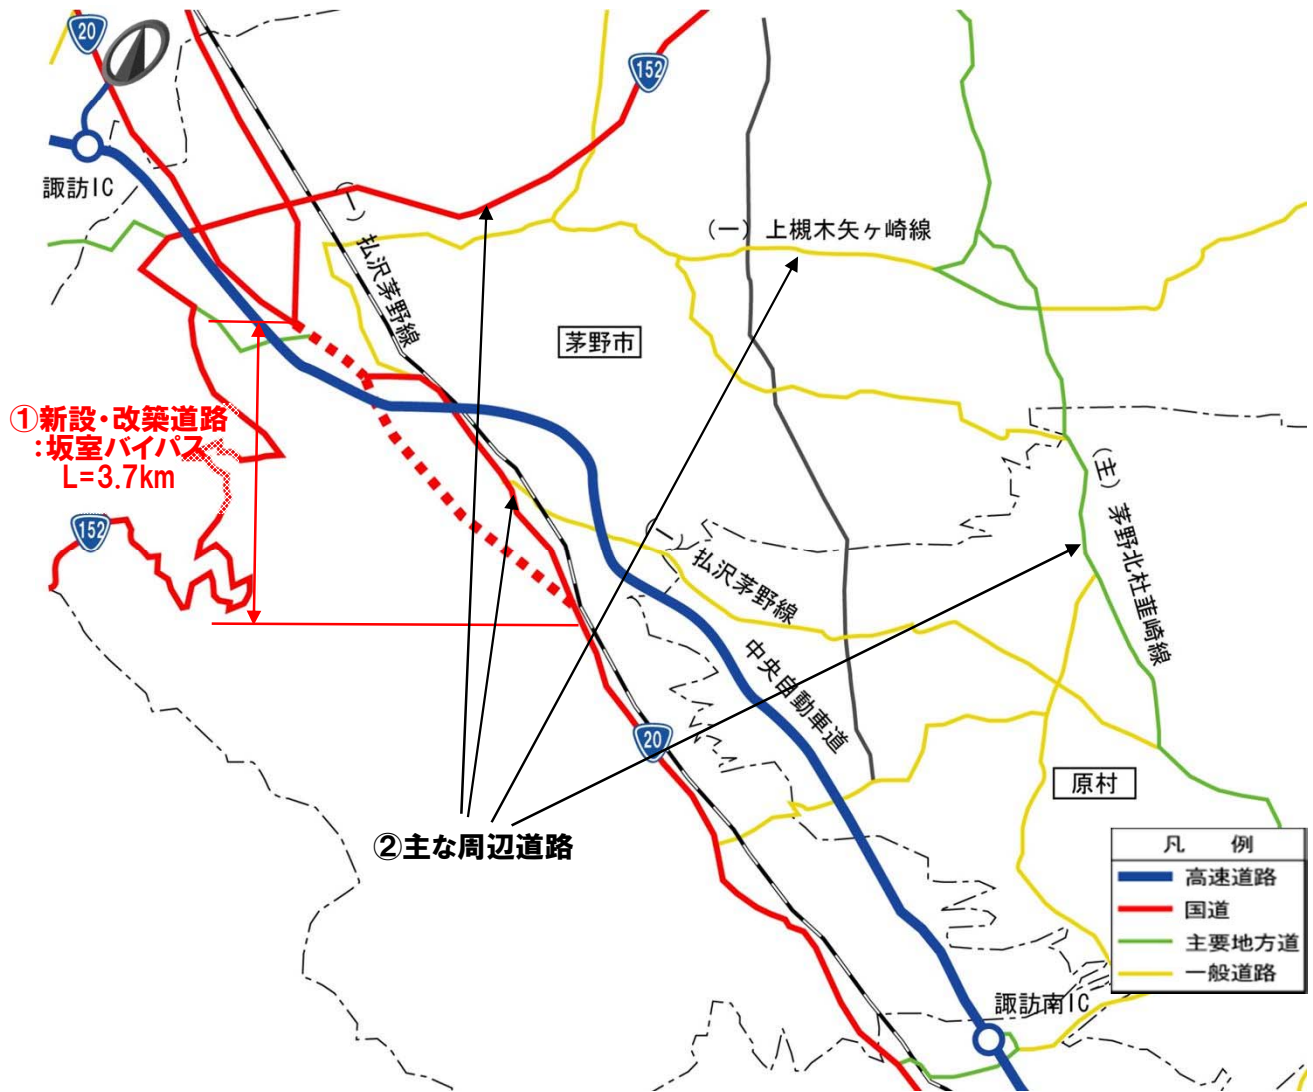 20
152
諏訪IC
(一)払沢茅野線
(一) 上槻木矢ヶ崎線
茅野市
①新設・改築道路
:坂室バイパス
L=3.7km
152
(主) 茅野北杜韮崎線
(一)払沢茅野線
中央自動車道
20
原村
②主な周辺道路
凡 例
高速道路
国道
主要地方道
一般道路
諏訪南IC